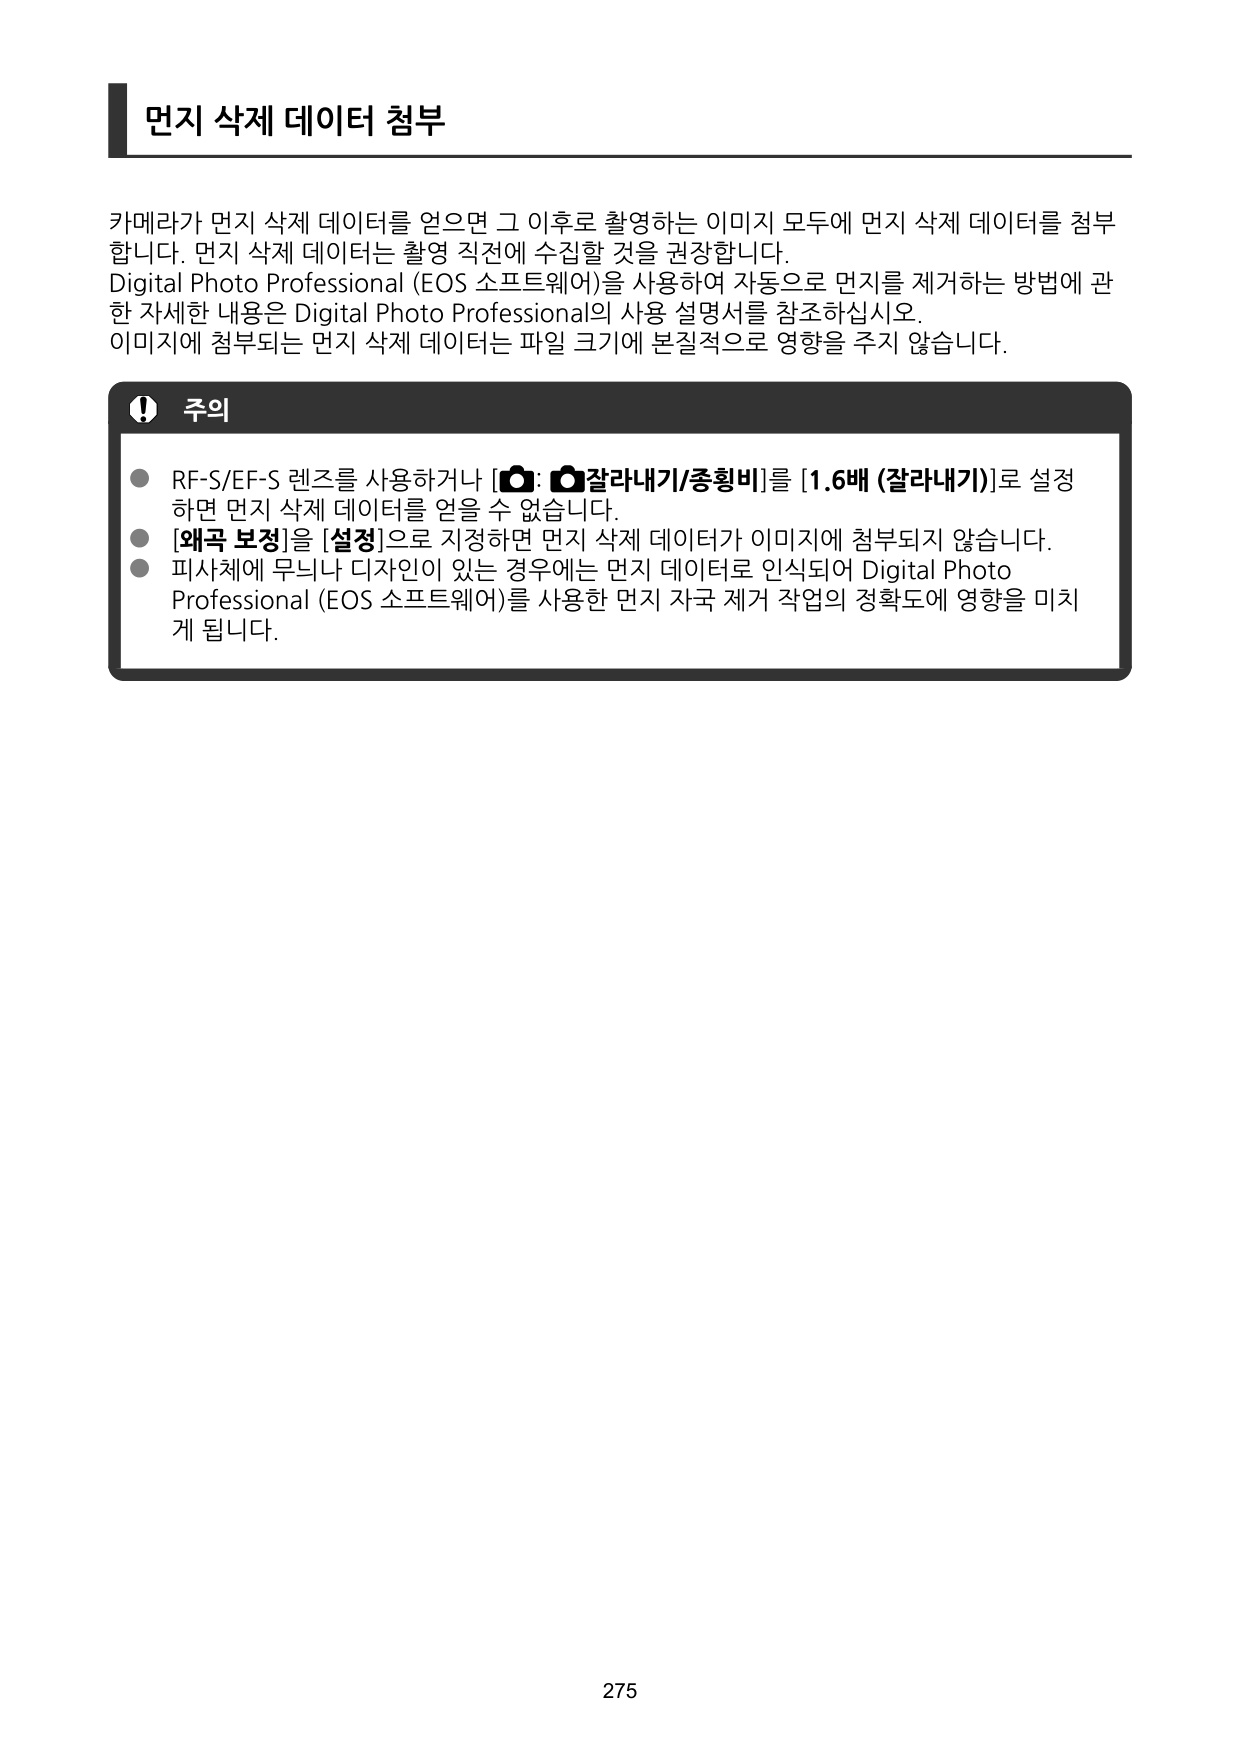 먼지 삭제 데이터 첨부
카메라가 먼지 삭제 데이터를 얻으면 그 이후로 촬영하는 이미지 모두에 먼지 삭제 데이터를 첨부
합니다. 먼지 삭제 데이터는 촬영 직전에 수집할 것을 권장합니다.
Digital Photo Professional (EOS 소프트웨어)을 사용하여 자동으로 먼지를 제거하는 방법에 관
한 자세한 내용은 Digital Photo Professional의 사용 설명서를 참조하십시오.
이미지에 첨부되는 먼지 삭제 데이터는 파일 크기에 본질적으로 영향을 주지 않습니다.
주의
RF-S/EF-S 렌즈를 사용하거나 [: 잘라내기/종횡비]를 [1.6배 (잘라내기)]로 설정
하면 먼지 삭제 데이터를 얻을 수 없습니다.
[왜곡 보정]을 [설정]으로 지정하면 먼지 삭제 데이터가 이미지에 첨부되지 않습니다.
피사체에 무늬나 디자인이 있는 경우에는 먼지 데이터로 인식되어 Digital Photo
Professional (EOS 소프트웨어)를 사용한 먼지 자국 제거 작업의 정확도에 영향을 미치
게 됩니다.
275